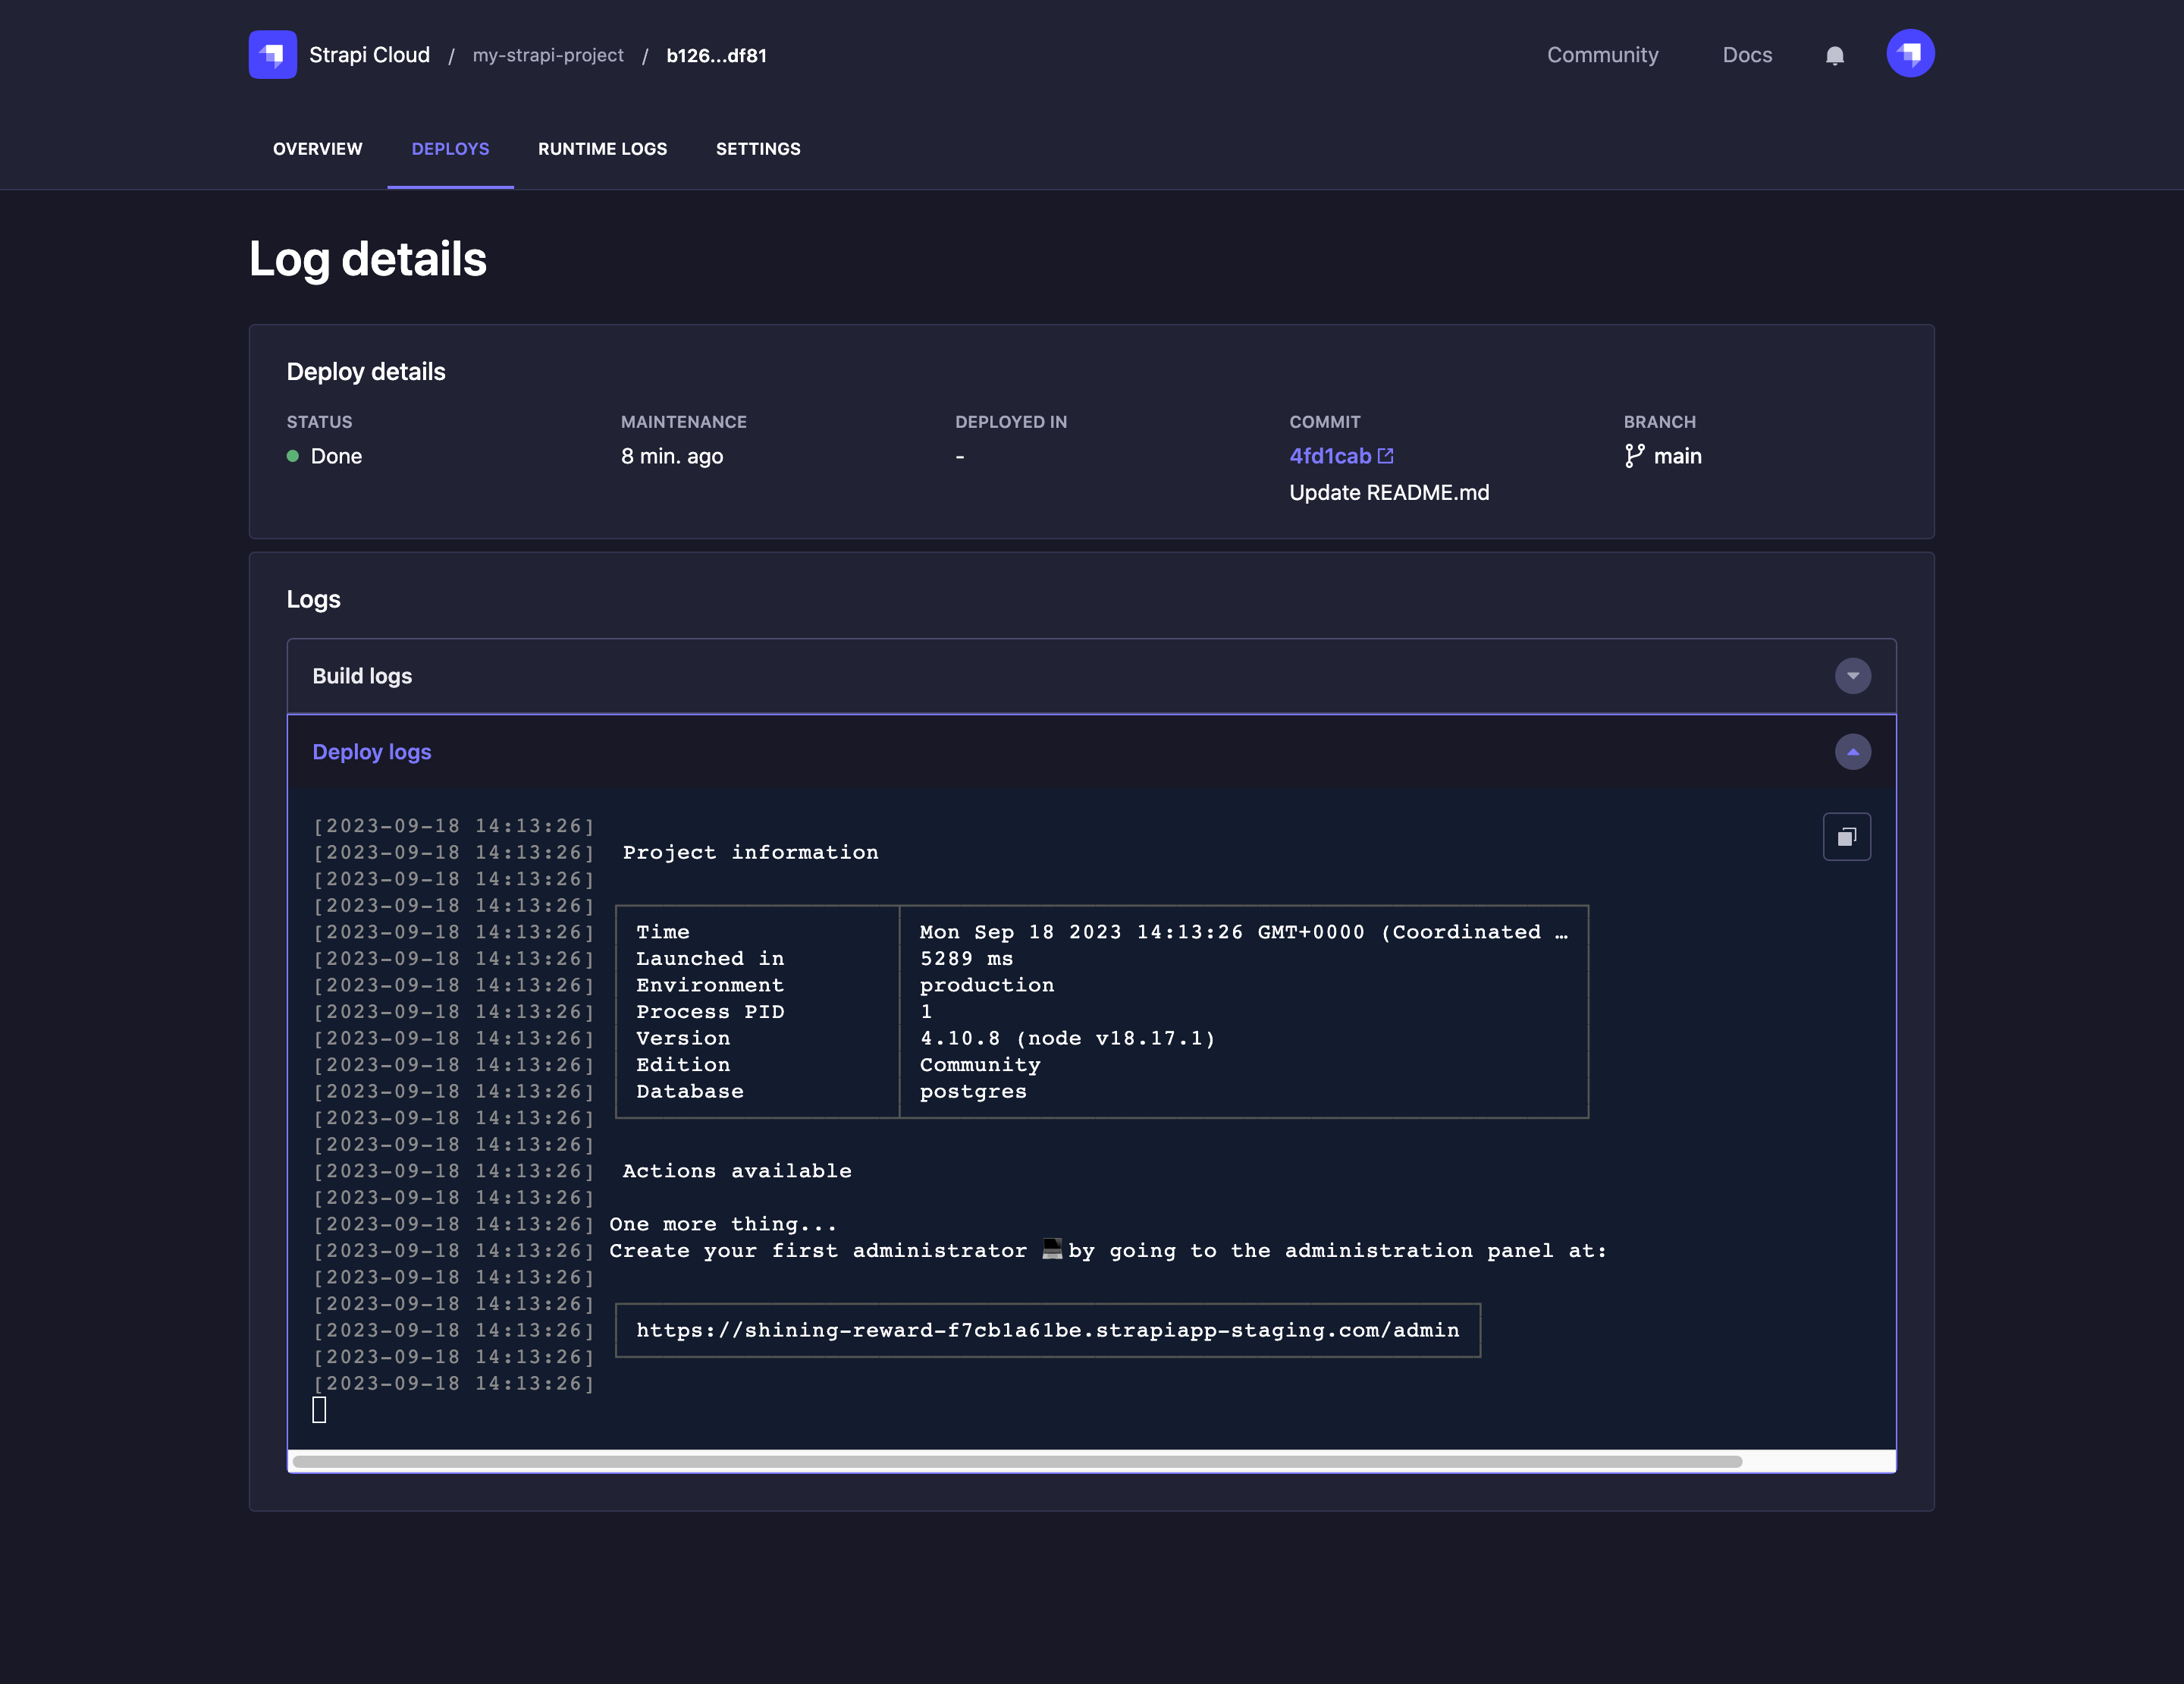 Strapi Cloud / my-strapi-project / b126...df81 Community Docs
OVERVIEW DEPLOYS RUNTIME LOGS SETTINGS
Log details
Deploy details
STATUS MAINTENANCE DEPLOYED IN COMMIT BRANCH
Done 8 min. ago - 4fd1cab main
Update README.md
Logs
Build logs
Deploy logs
[2023-09-18 14:13:26]
[2023-09-18 14:13:26] Project information
[2023-09-18 14:13:26]
[2023-09-18 14:13:26]
[2023-09-18 14:13:26] Time Mon Sep 18 2023 14:13:26 GMT+0000 (Coordinated …
[2023-09-18 14:13:26] Launched in 5289 ms
[2023-09-18 14:13:26] Environment production
[2023-09-18 14:13:26] Process PID 1
[2023-09-18 14:13:26] Version 4.10.8 (node v18.17.1)
[2023-09-18 14:13:26] Edition Community
[2023-09-18 14:13:26] Database postgres
[2023-09-18 14:13:26]
[2023-09-18 14:13:26]
[2023-09-18 14:13:26] Actions available
[2023-09-18 14:13:26]
[2023-09-18 14:13:26] One more thing...
[2023-09-18 14:13:26] Create your first administrator 💻 by going to the administration panel at:
[2023-09-18 14:13:26]
[2023-09-18 14:13:26]
[2023-09-18 14:13:26] https://shining-reward-f7cb1a61be.strapiapp-staging.com/admin
[2023-09-18 14:13:26]
[2023-09-18 14:13:26]